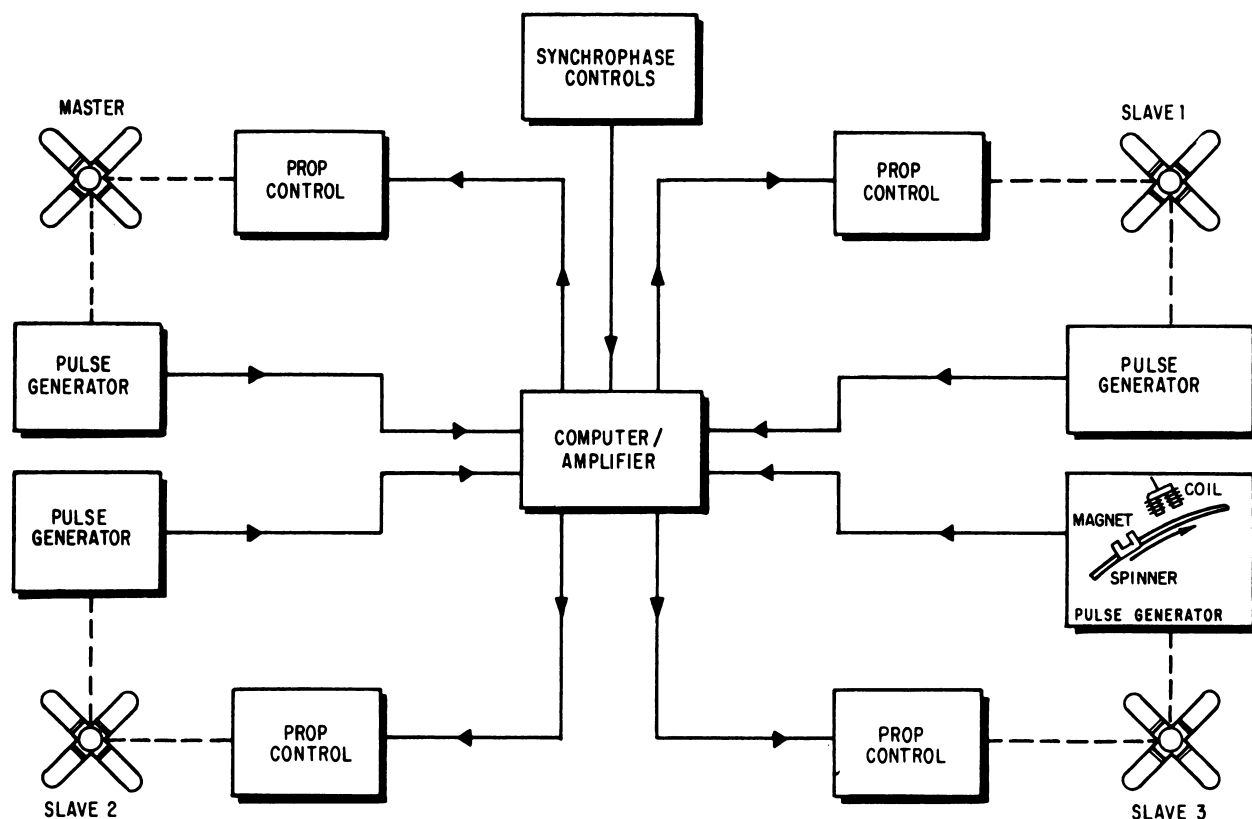 SYNCHROPHASE
CONTROLS
MASTER
SLAVE 1
PROP
CONTROL
PROP
CONTROL
PULSE
GENERATOR
PULSE
GENERATOR
COMPUTER/
AMPLIFIER
PULSE
GENERATOR
COIL
MAGNET
SPINNER
PULSE GENERATOR
PROP
CONTROL
PROP
CONTROL
SLAVE 2
SLAVE 3